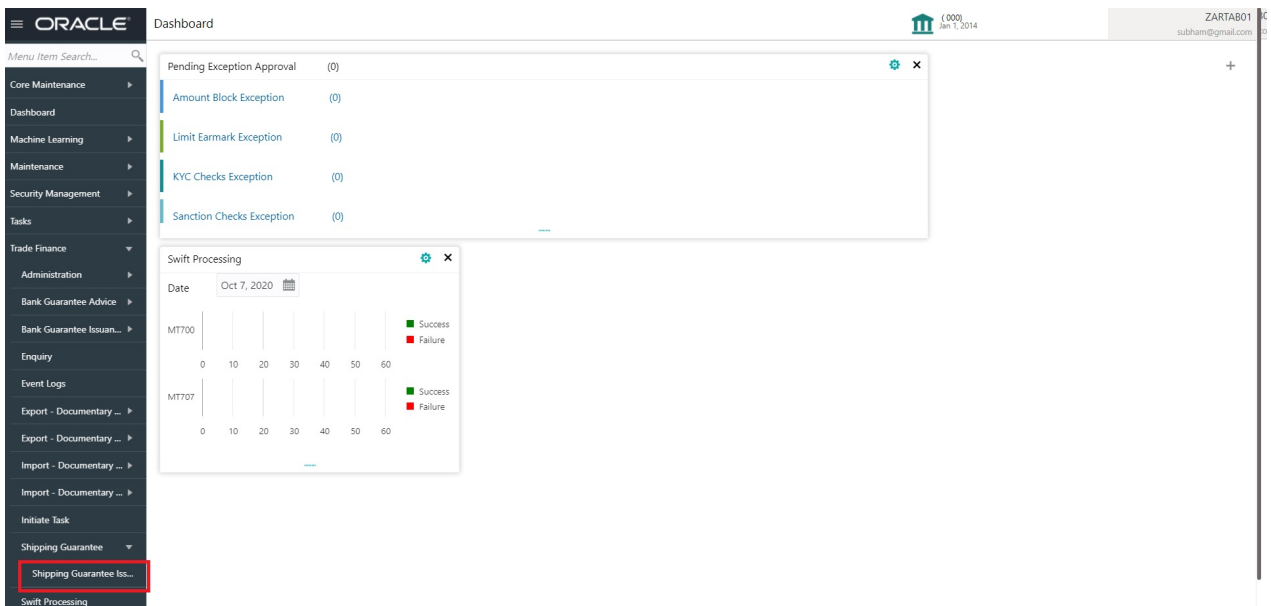 ORACLE
Dashboard
( 000)
Jan 1, 2014
ZARTAB01
subham@gmail.com
Menu Item Search...
Core Maintenance
Dashboard
Machine Learning
Maintenance
Security Management
Tasks
Trade Finance
Administration
Bank Guarantee Advice
Bank Guarantee Issuan...
Enquiry
Event Logs
Export - Documentary ...
Export - Documentary ...
Import - Documentary ...
Import - Documentary ...
Initiate Task
Shipping Guarantee
Shipping Guarantee Iss...
Swift Processing
Pending Exception Approval (0)
Amount Block Exception (0)
Limit Earmark Exception (0)
KYC Checks Exception (0)
Sanction Checks Exception (0)
Swift Processing
Date Oct 7, 2020
MT700
Success
Failure
0 10 20 30 40 50 60
MT707
Success
Failure
0 10 20 30 40 50 60